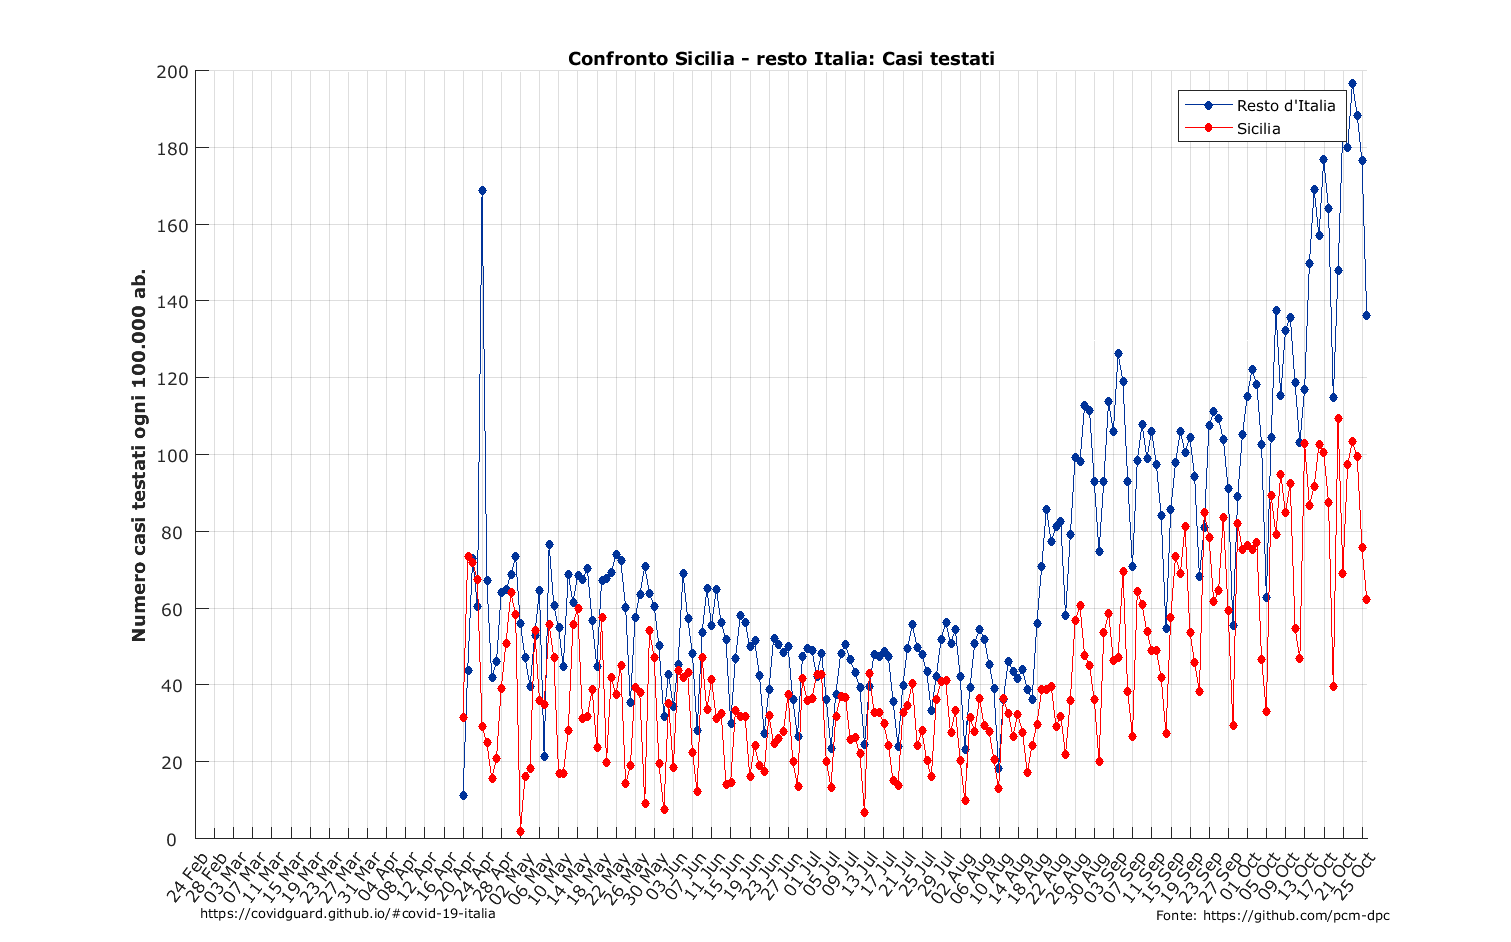 Confronto Sicilia - resto Italia: Casi testati
Resto d'Italia
Sicilia
Numero casi testati ogni 100.000 ab.
200
180
160
140
120
100
80
60
40
20
0
24 Feb
28 Feb
03 Mar
07 Mar
11 Mar
15 Mar
19 Mar
23 Mar
27 Mar
31 Mar
04 Apr
08 Apr
12 Apr
16 Apr
20 Apr
24 Apr
28 Apr
02 May
06 May
10 May
14 May
18 May
22 May
26 May
30 May
03 Jun
07 Jun
11 Jun
15 Jun
19 Jun
23 Jun
27 Jun
01 Jul
05 Jul
09 Jul
13 Jul
17 Jul
21 Jul
25 Jul
29 Jul
02 Aug
06 Aug
10 Aug
14 Aug
18 Aug
22 Aug
26 Aug
30 Aug
03 Sep
07 Sep
11 Sep
15 Sep
19 Sep
23 Sep
27 Sep
01 Oct
05 Oct
09 Oct
13 Oct
17 Oct
21 Oct
25 Oct
https://covidguard.github.io/#covid-19-italia
Fonte: https://github.com/pcm-dpc